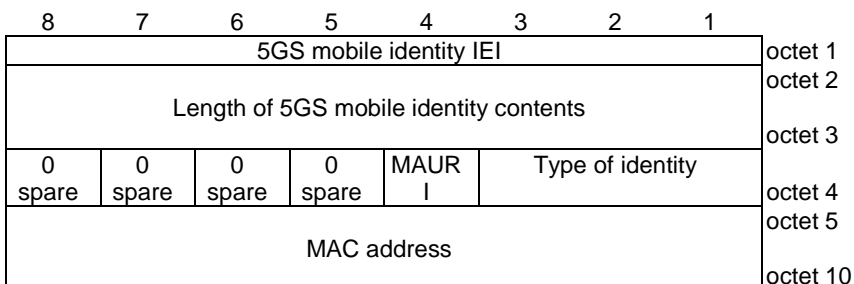 8 7 6 5 4 3 2 1
5GS mobile identity IEI octet 1
octet 2
Length of 5GS mobile identity contents
octet 3
0 0 0 0 MAUR Type of identity
spare spare spare spare I octet 4
octet 5
MAC address
octet 10